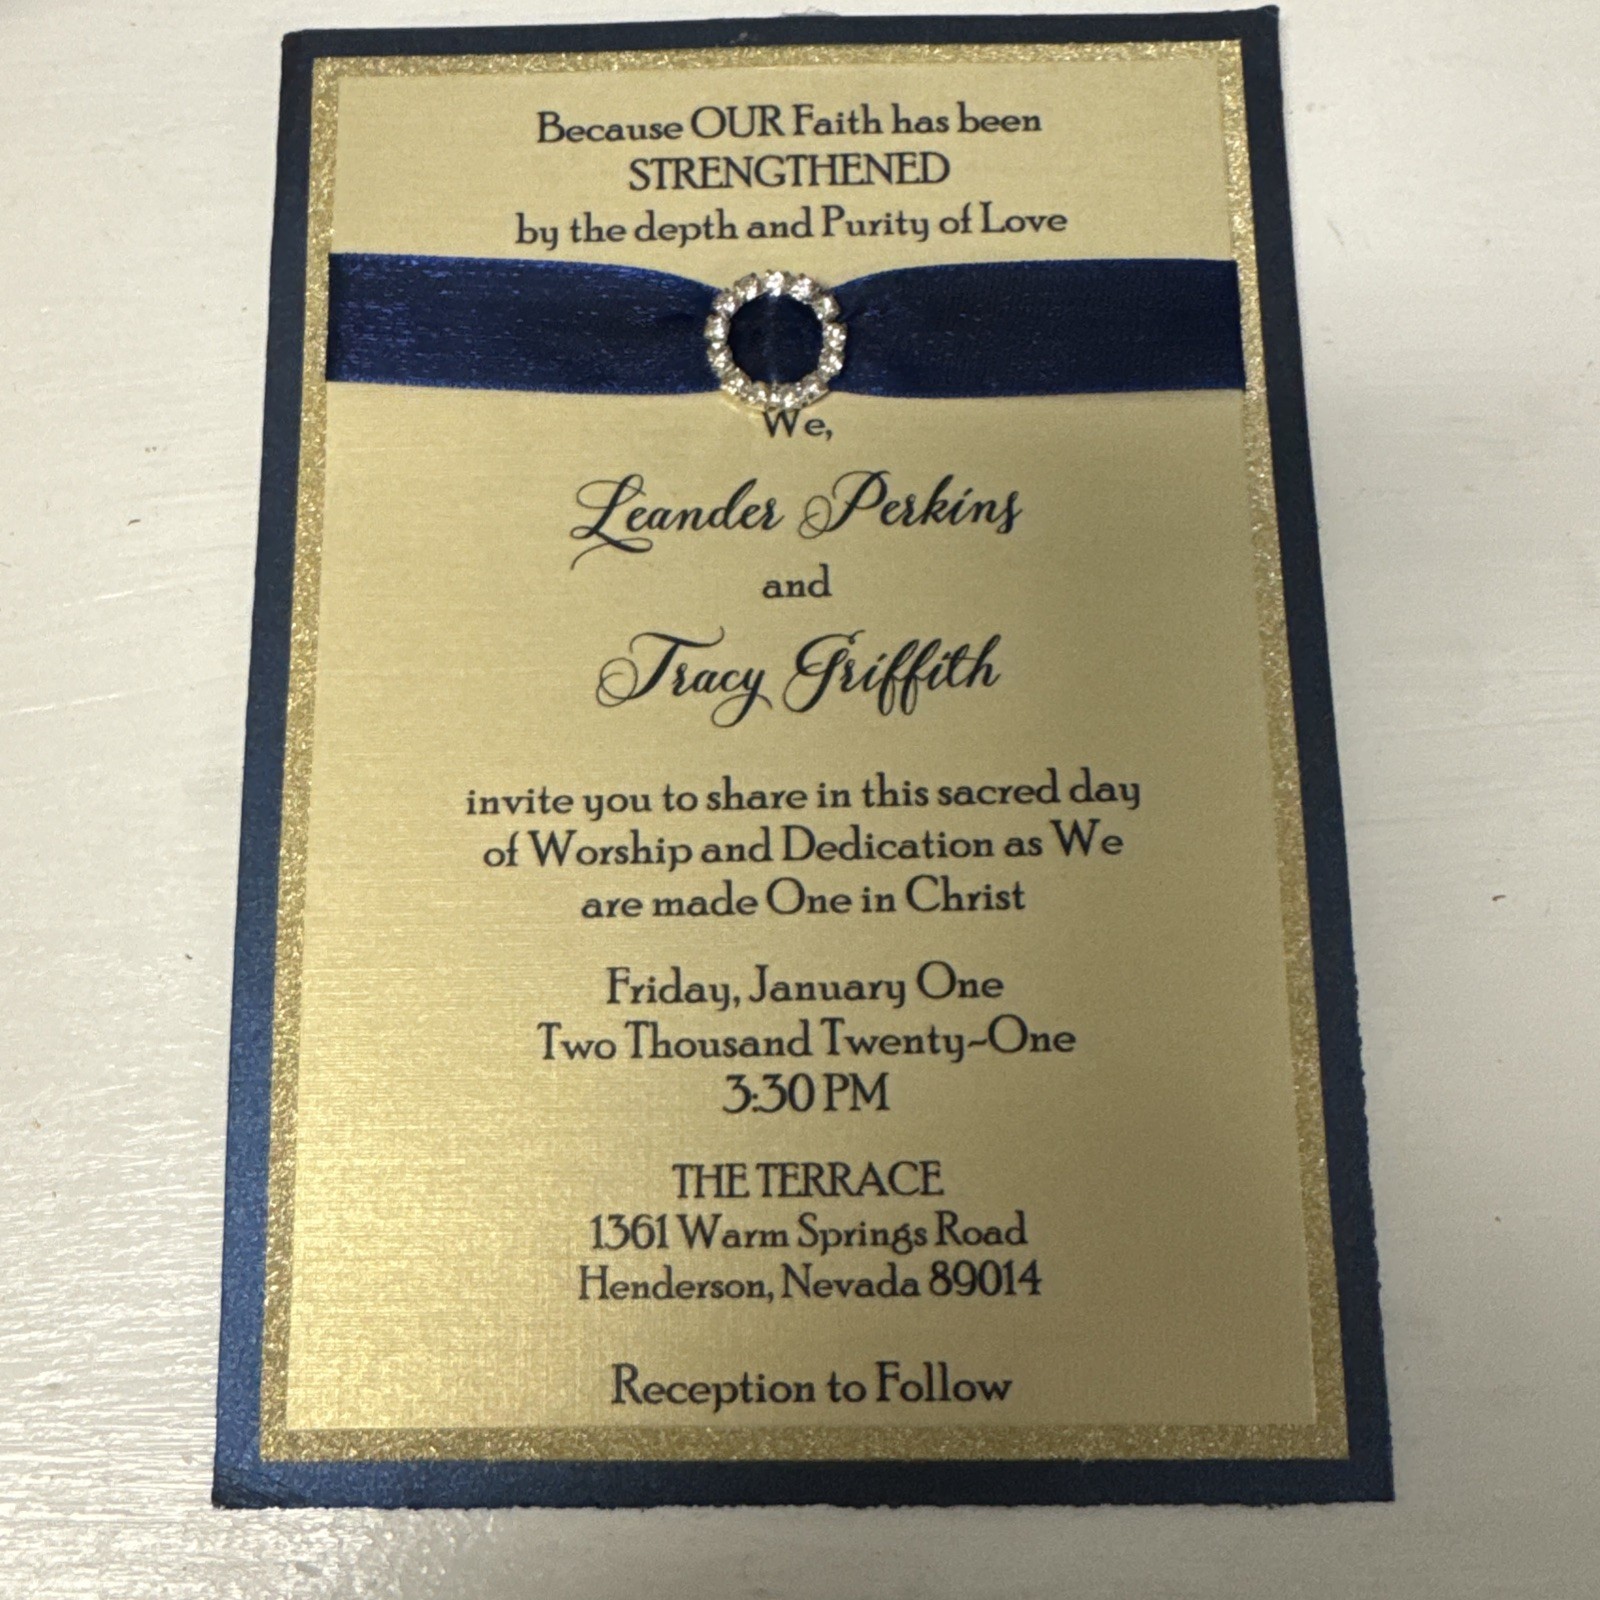 Because OUR Faith has been
STRENGTHENED
by the depth and Purity of Love
We,
Leander Perkins
and
Tracy Griffith
invite you to share in this sacred day
of Worship and Dedication as We
are made One in Christ
Friday, January One
Two Thousand Twenty-One
3:30 PM
THE TERRACE
1361 Warm Springs Road
Henderson, Nevada 89014
Reception to Follow